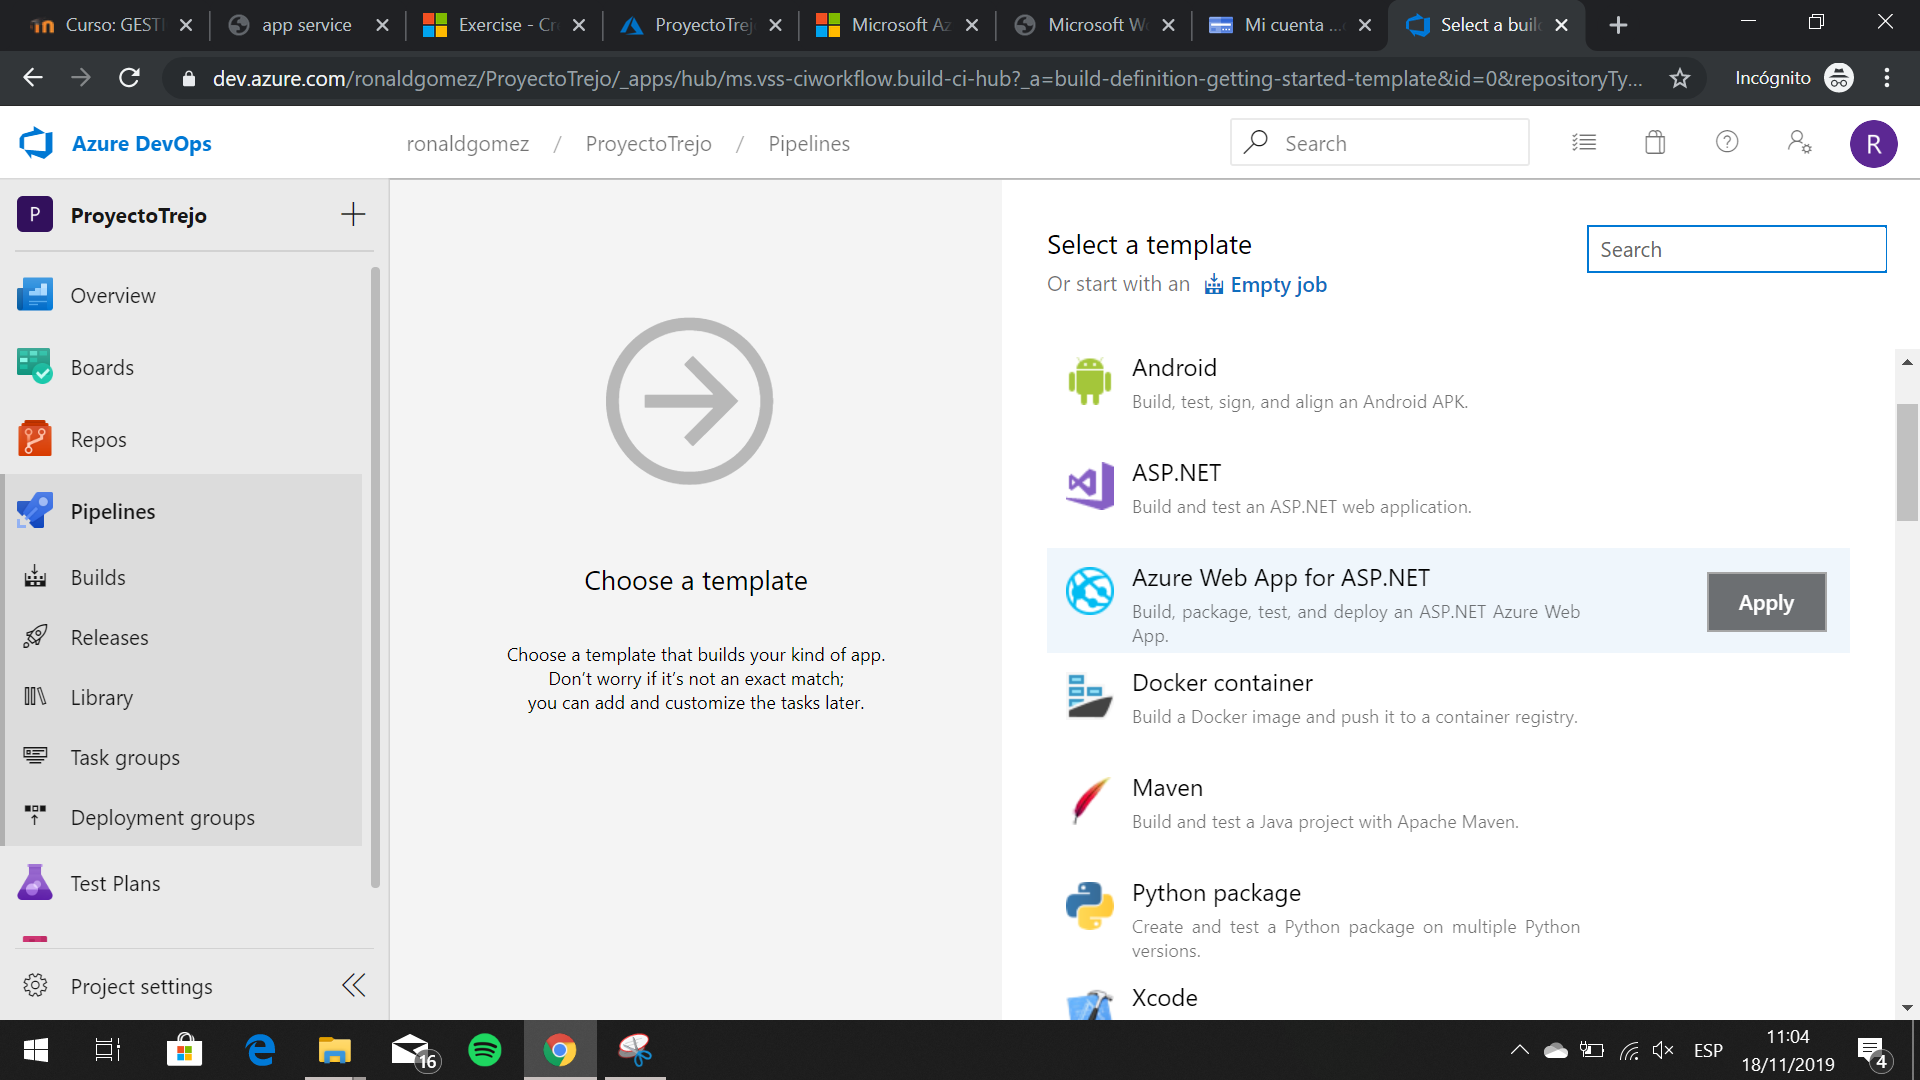 Curso: GESTI
app service
Exercise - Cre
ProyectoTrejo
Microsoft Az
Microsoft Wo
Mi cuenta ...
Select a build
dev.azure.com/ronaldgomez/ProyectoTrejo/_apps/hub/ms.vss-ciworkflow.build-ci-hub?_a=build-definition-getting-started-template&id=0&repositoryTy...
Incógnito
Azure DevOps
ronaldgomez / ProyectoTrejo / Pipelines
Search
R
P
ProyectoTrejo
Overview
Boards
Repos
Pipelines
Builds
Releases
Library
Task groups
Deployment groups
Test Plans
Project settings
Choose a template
Choose a template that builds your kind of app.
Don't worry if it's not an exact match;
you can add and customize the tasks later.
Select a template
Or start with an Empty job
Search
Android
Build, test, sign, and align an Android APK.
ASP.NET
Build and test an ASP.NET web application.
Azure Web App for ASP.NET
Build, package, test, and deploy an ASP.NET Azure Web
App.
Apply
Docker container
Build a Docker image and push it to a container registry.
Maven
Build and test a Java project with Apache Maven.
Python package
Create and test a Python package on multiple Python
versions.
Xcode
16
ESP
11:04
18/11/2019
4